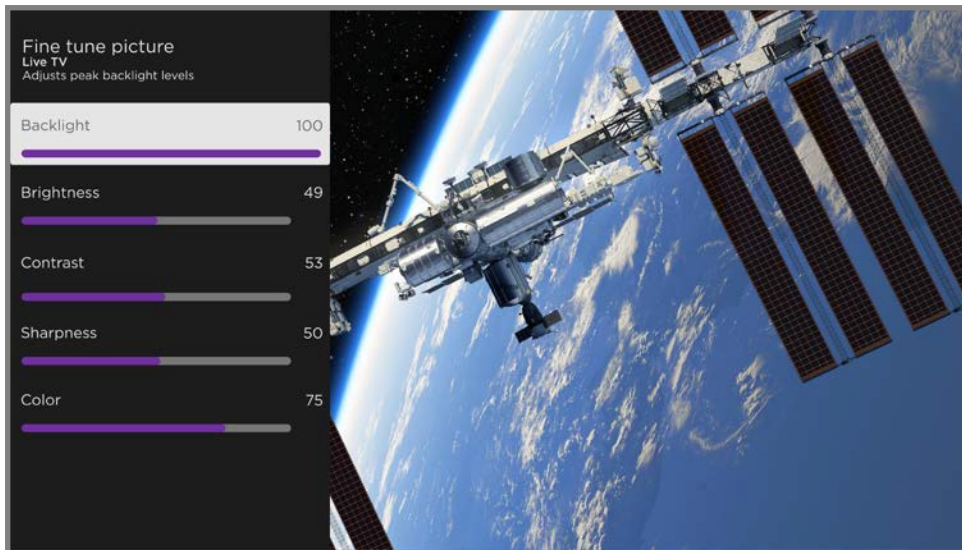 Fine tune picture
Live TV
Adjusts peak backlight levels
Backlight 100
Brightness 49
Contrast 53
Sharpness 50
Color 75